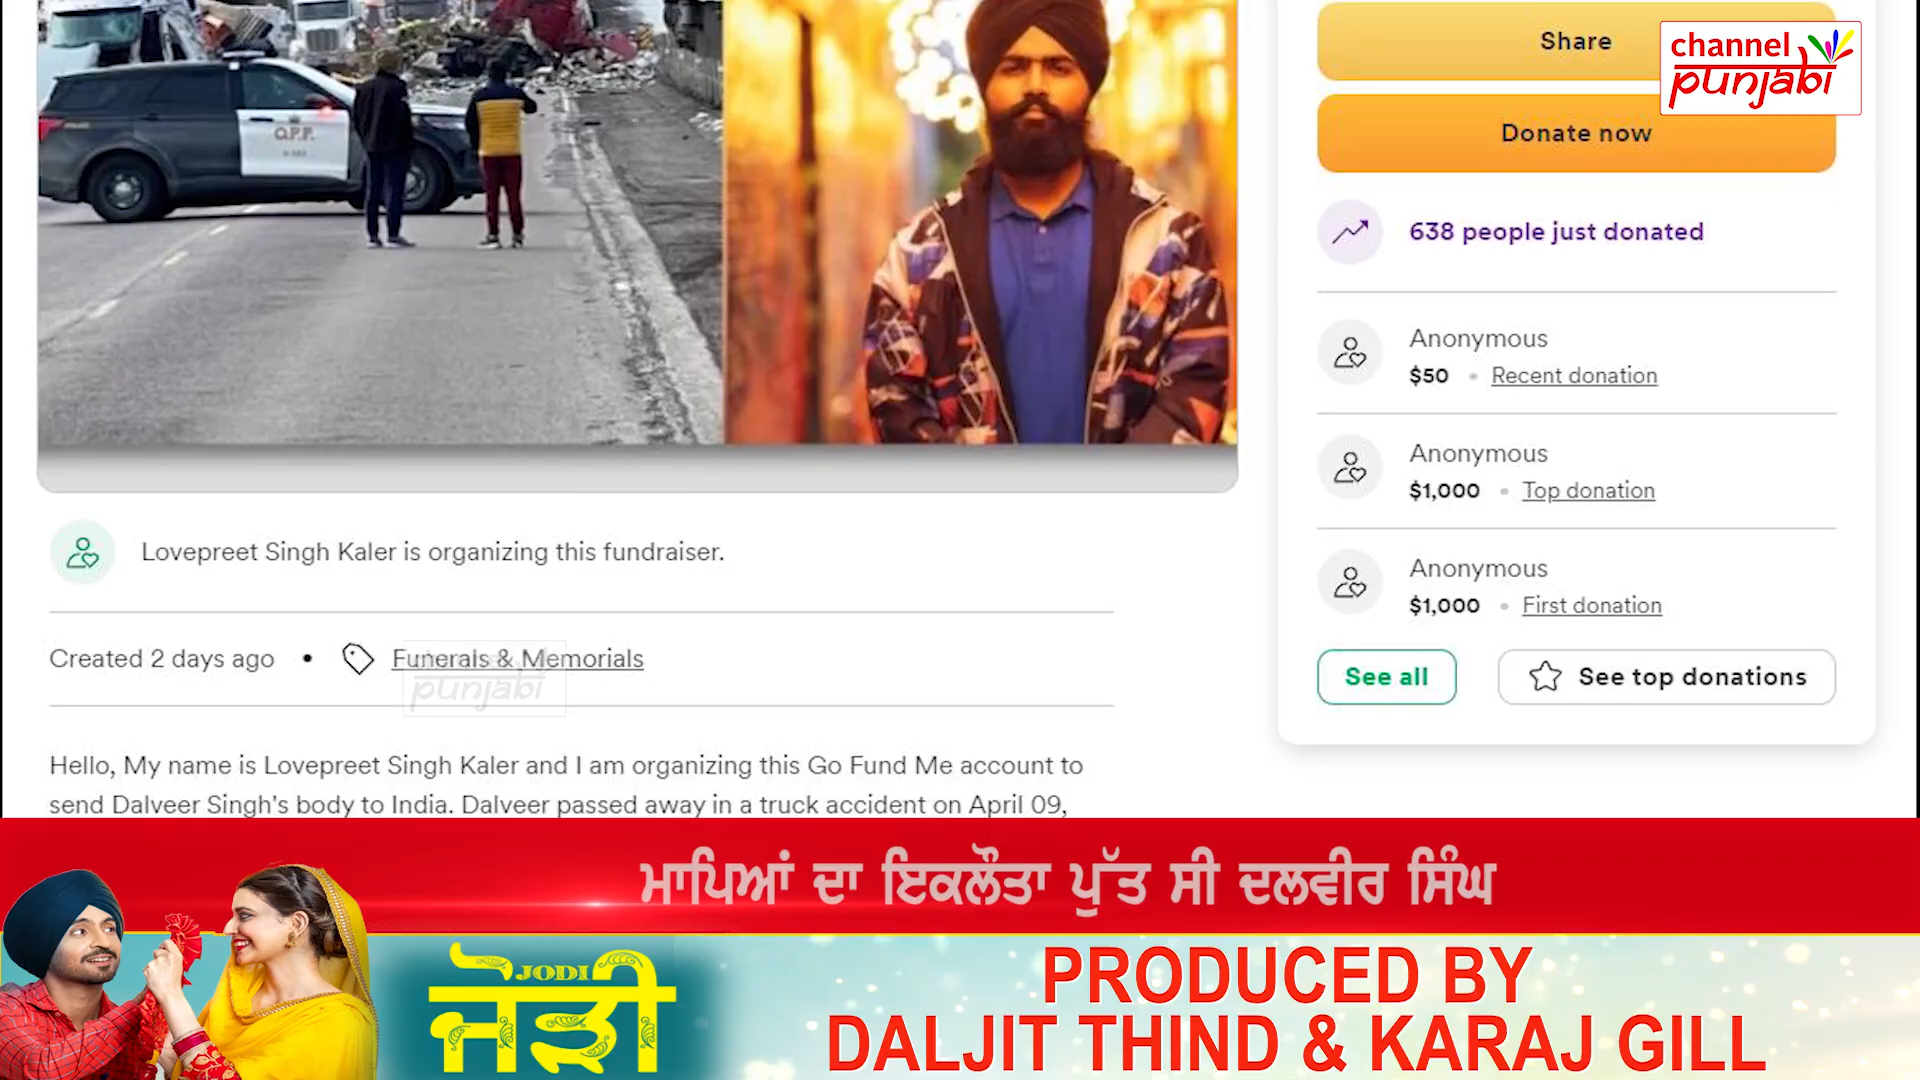 Share
channel
punjabi
Donate now
O.P.P.
638 people just donated
Anonymous
$50 • Recent donation
Anonymous
$1,000 • Top donation
Anonymous
$1,000 • First donation
See all
See top donations
Lovepreet Singh Kaler is organizing this fundraiser.
Created 2 days ago • Funerals & Memorials
punjabi
Hello, My name is Lovepreet Singh Kaler and I am organizing this Go Fund Me account to
send Dalveer Singh's body to India. Dalveer passed away in a truck accident on April 09,
ਮਾਪਿਆਂ ਦਾ ਇਕਲੌਤਾ ਪੁੱਤ ਸੀ ਦਲਵੀਰ ਸਿੰਘ
JODI
ਜੋੜੀ
PRODUCED BY
DALJIT THIND & KARAJ GILL